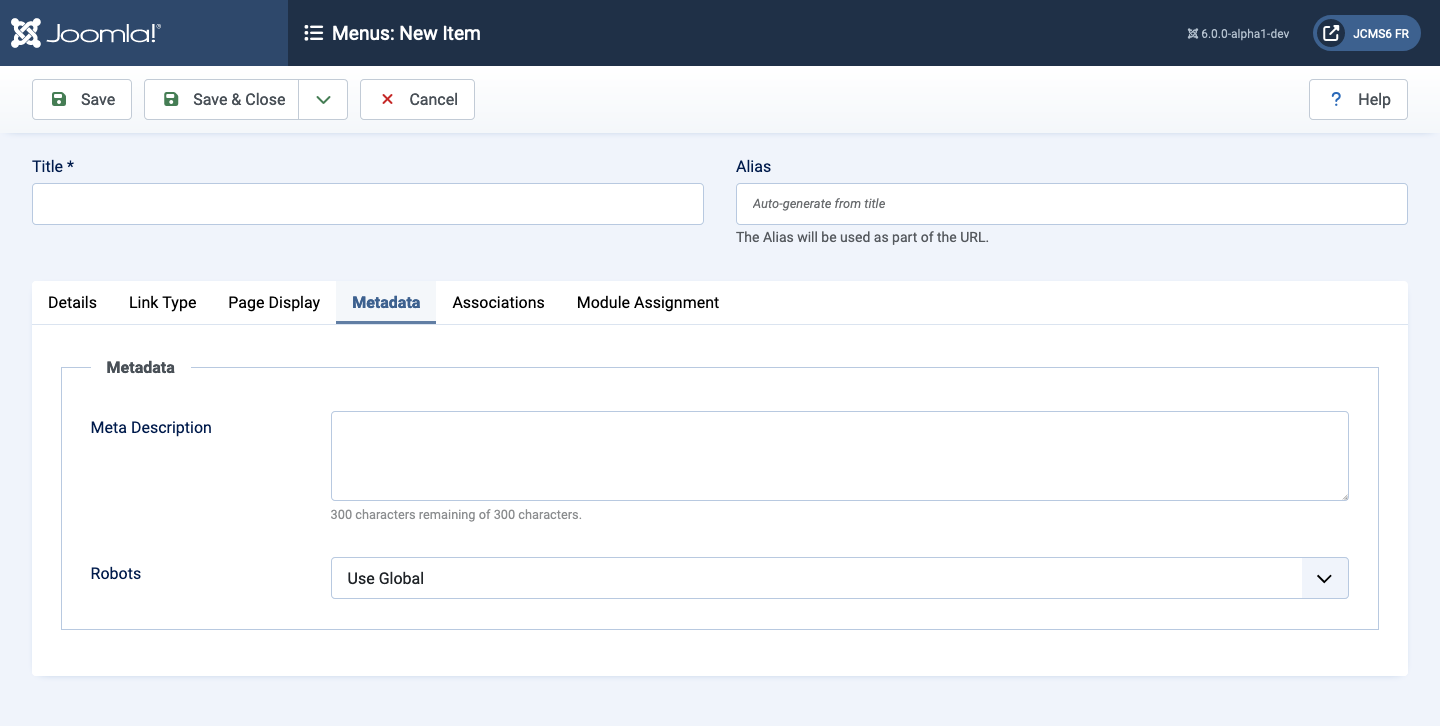 Joomla!®
Menus: New Item
6.0.0-alpha1-dev
JCMS6 FR
Save
Save & Close
Cancel
? Help
Title *
Alias
Auto-generate from title
The Alias will be used as part of the URL.
Details Link Type Page Display Metadata Associations Module Assignment
Metadata
Meta Description
300 characters remaining of 300 characters.
Robots
Use Global